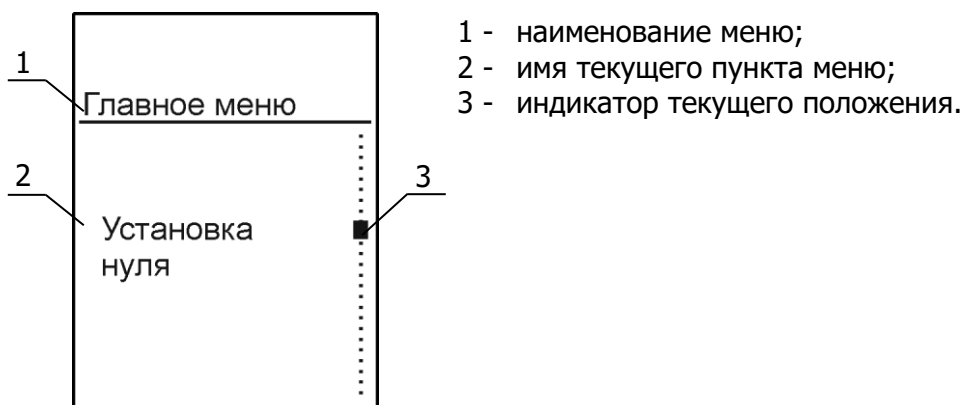 1
Главное меню
2
Установка
нуля
3
1 - наименование меню;
2 - имя текущего пункта меню;
3 - индикатор текущего положения.